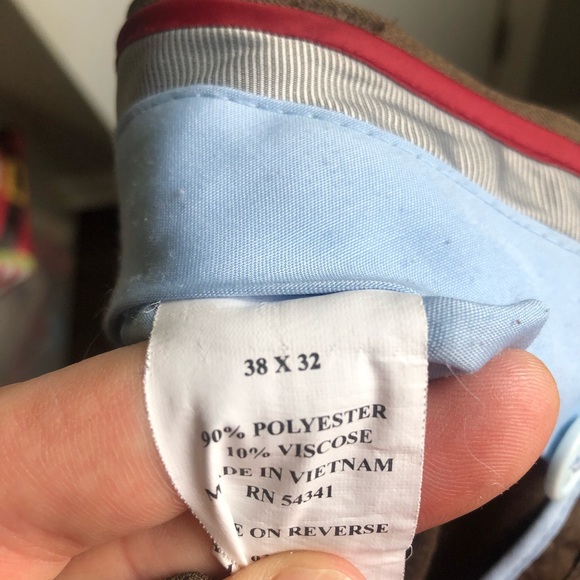 38 X 32
90% POLYESTER
10% VISCOSE
DE IN VIETNAM
RN 54341
ON REVERSE